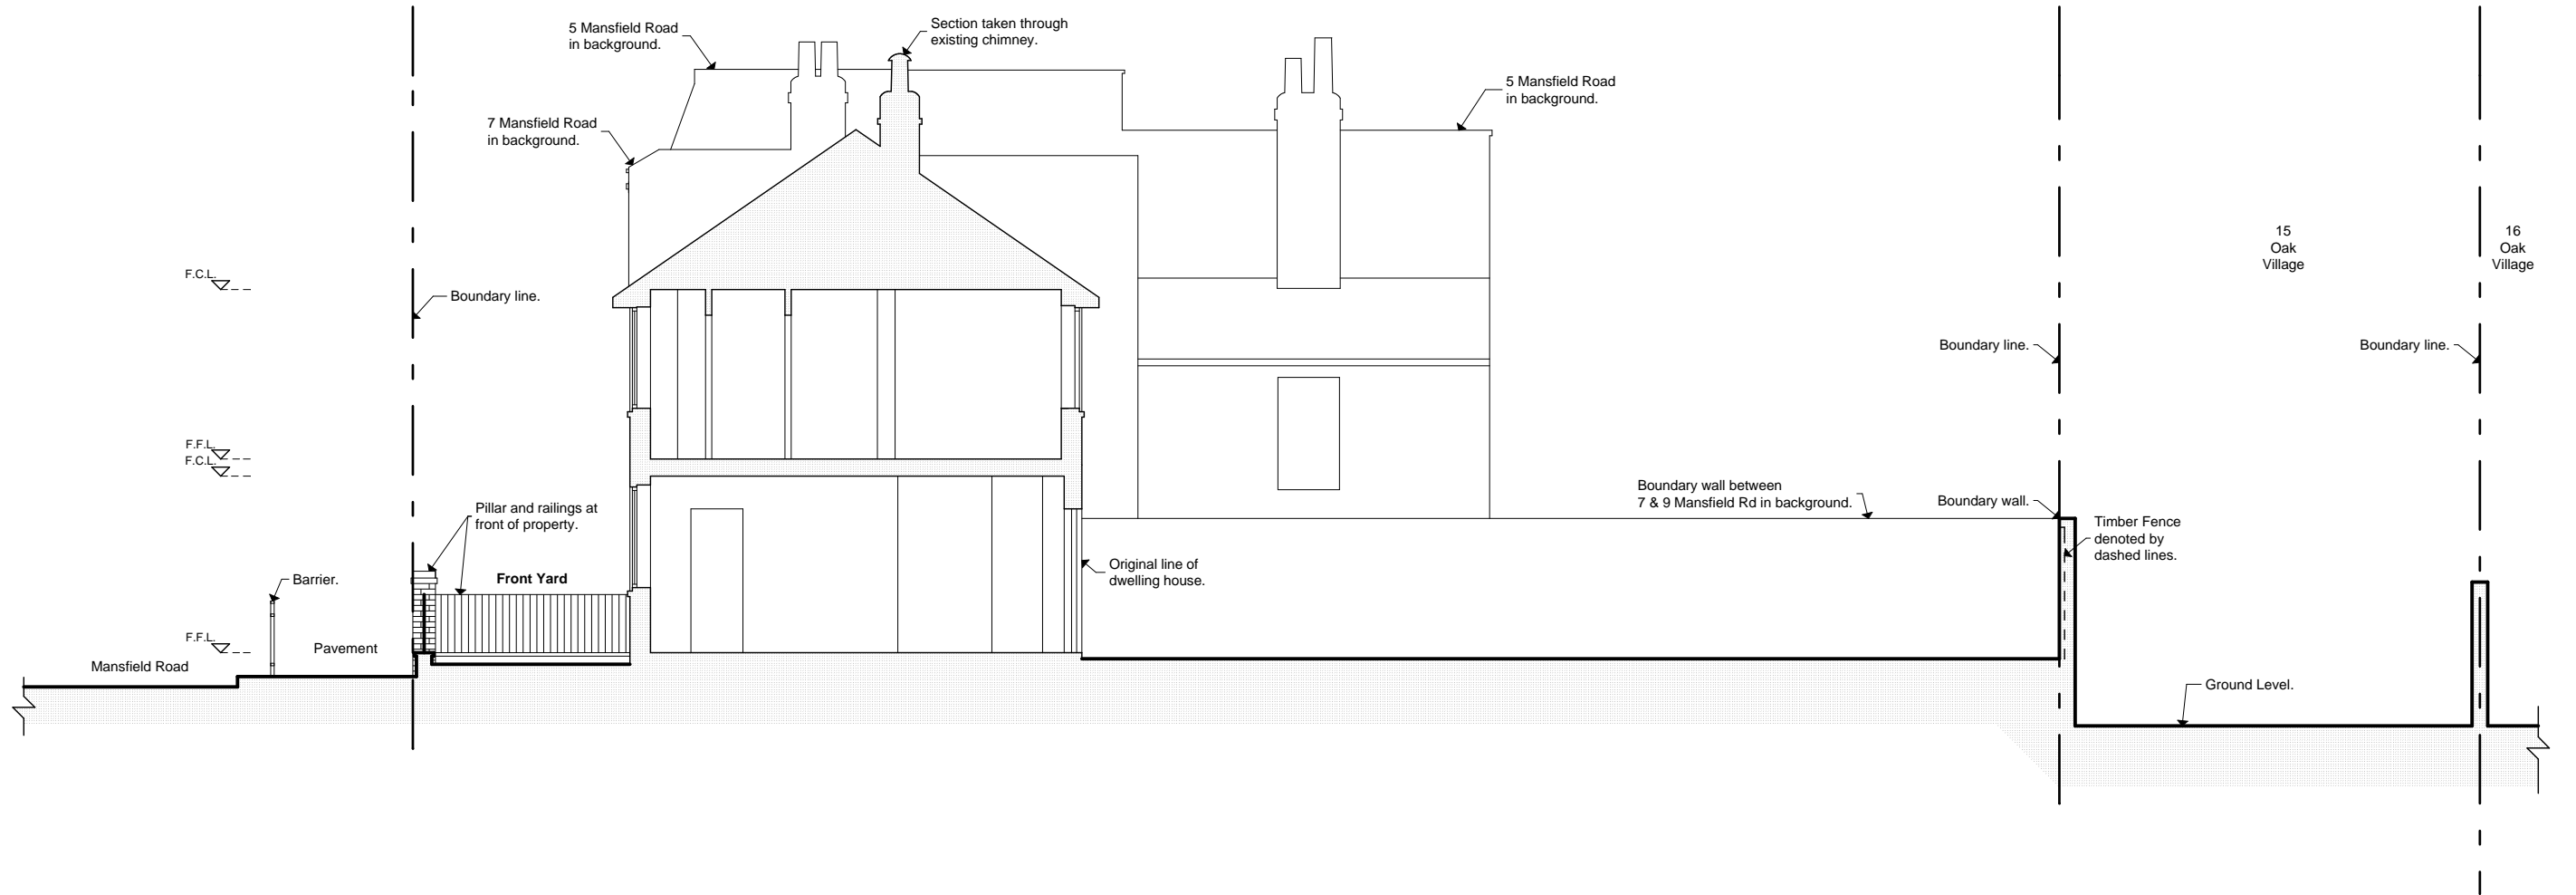 5 Mansfield Road
in background.
Section taken through
existing chimney.
5 Mansfield Road
in background.
7 Mansfield Road
in background.
15
Oak
Village
16
Oak
Village
F.C.L.
Boundary line.
Boundary line.
Boundary line.
F.F.L.
F.C.L.
Pillar and railings at
front of property.
Boundary wall between
7 & 9 Mansfield Rd in background.
Boundary wall.
Timber Fence
denoted by
dashed lines.
Original line of
dwelling house.
Barrier.
Front Yard
F.F.L.
Pavement
Mansfield Road
Ground Level.